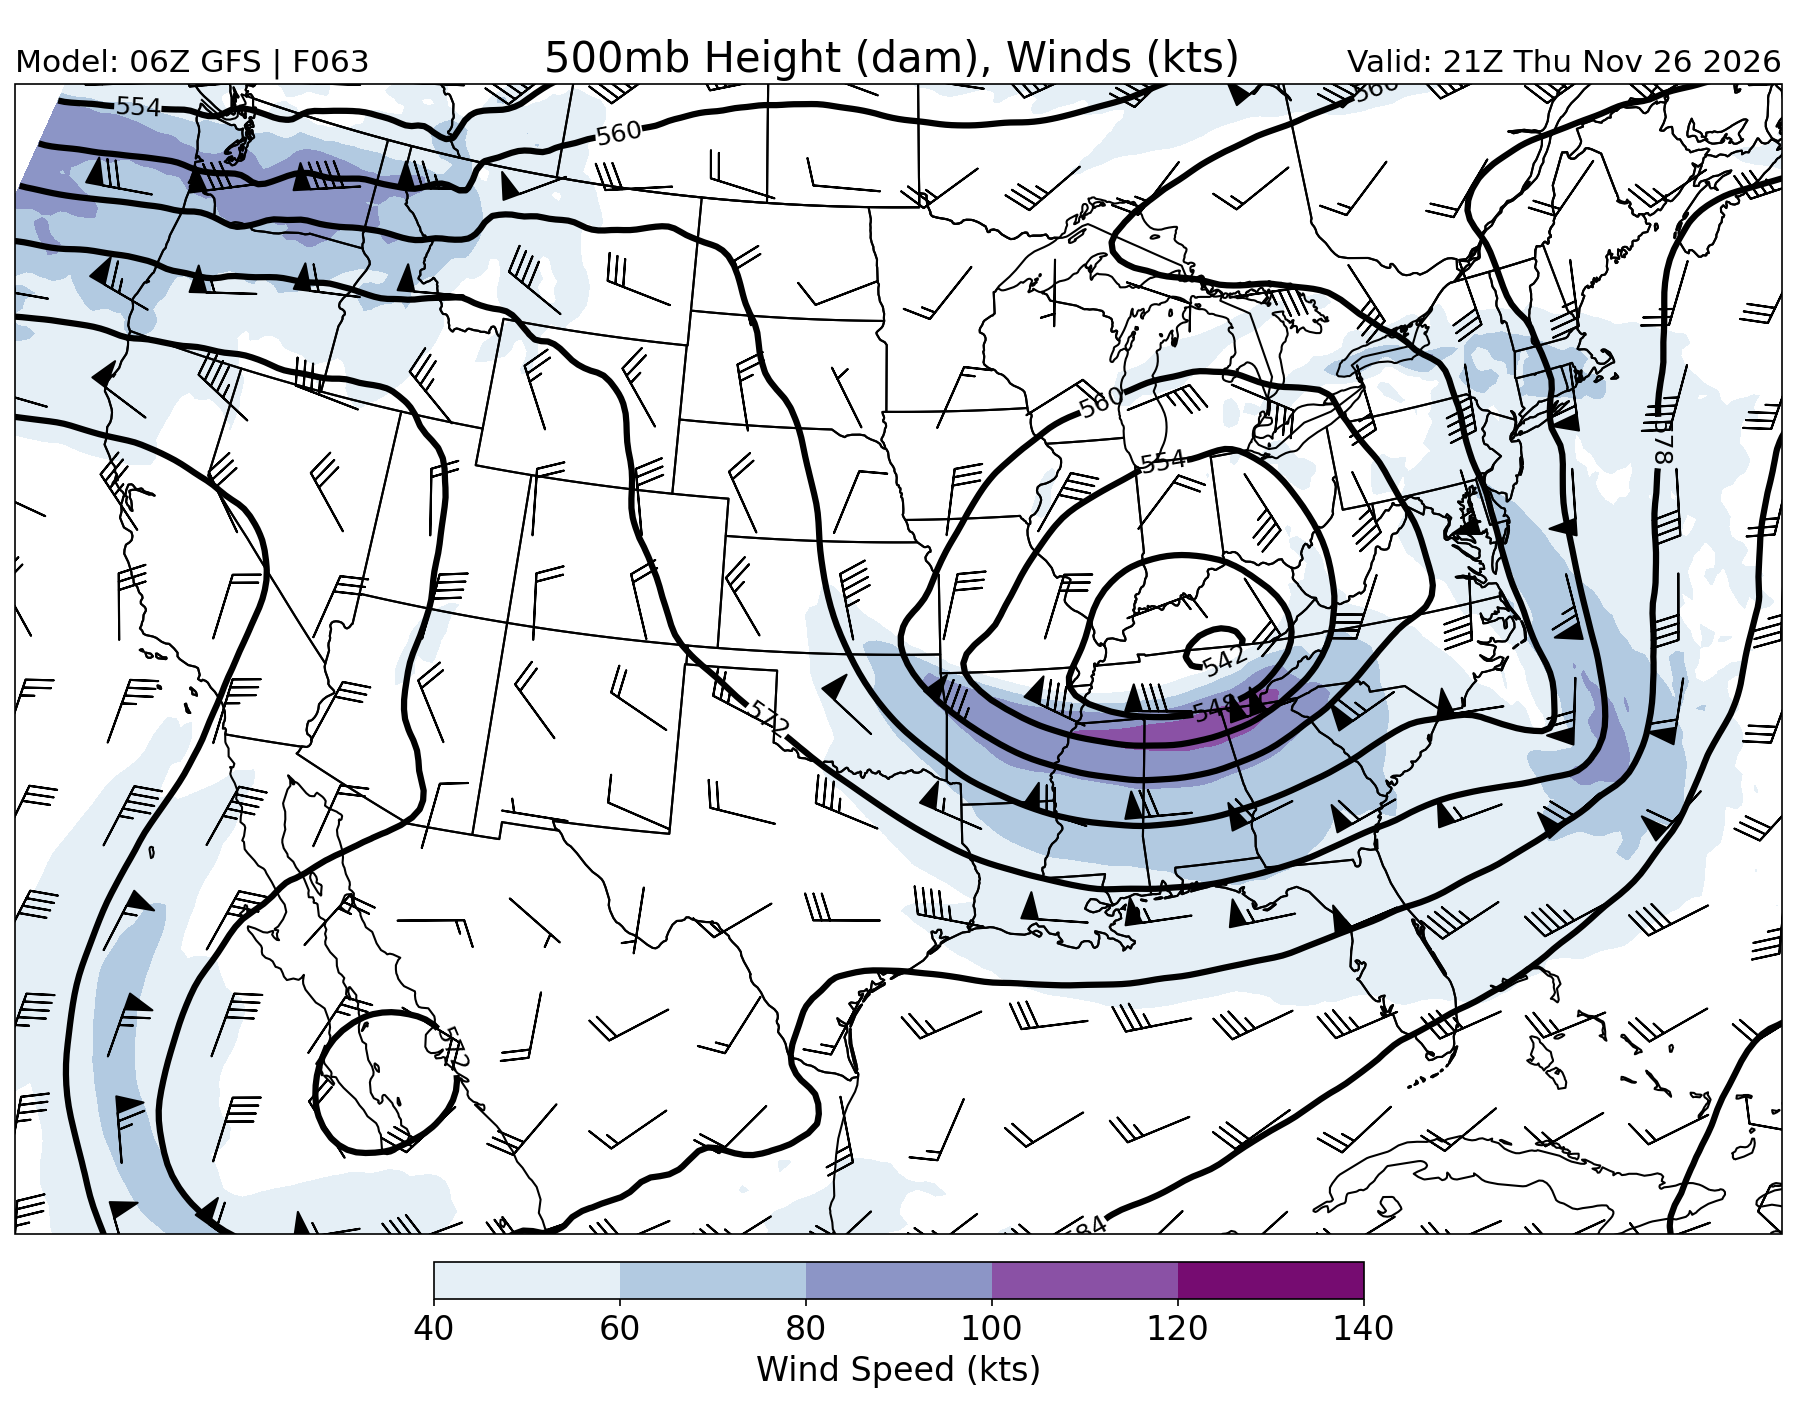 500mb Height (dam), Winds (kts)
Model: 06Z GFS | F063
Valid: 21Z Thu Nov 26 2026
554
560
560
560
554
578
542
548
572
40 60 80 100 120 140
Wind Speed (kts)